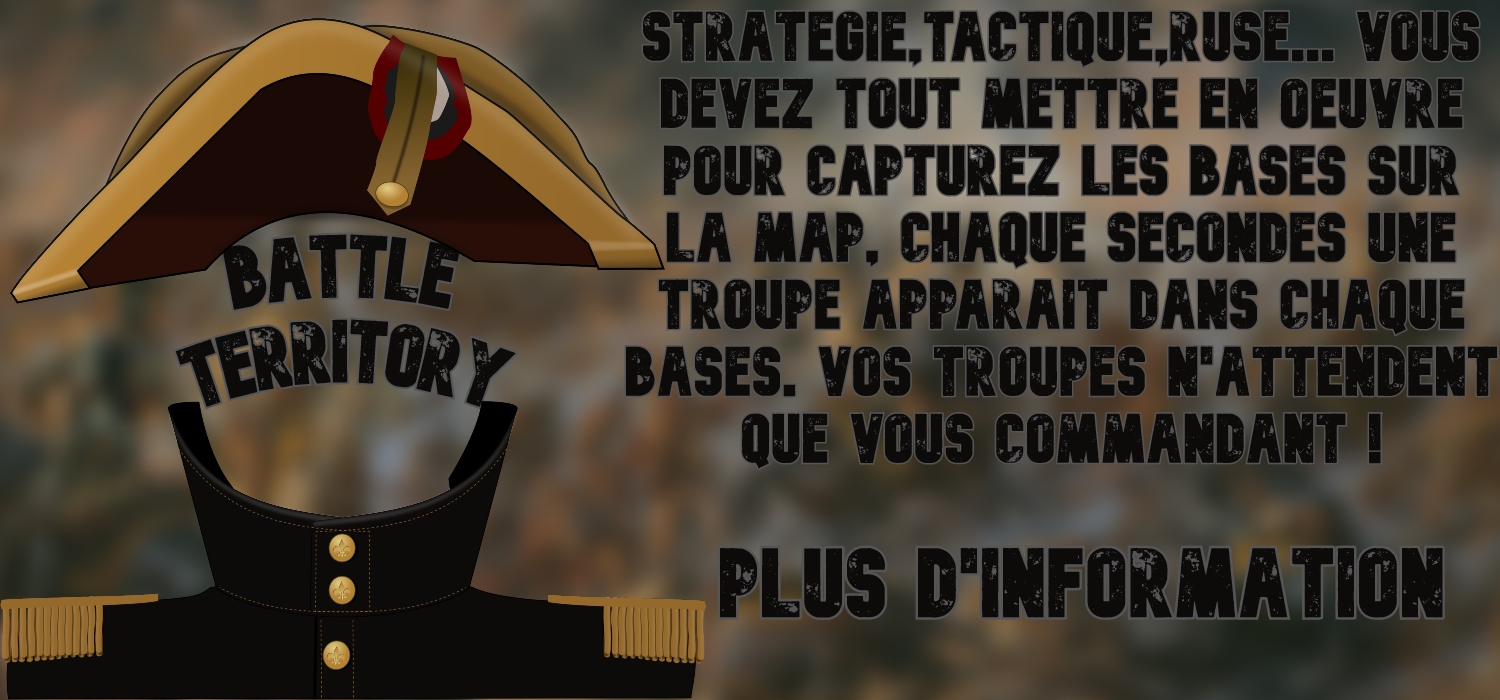 BATTLE
TERRITORY
STRATEGIE,TACTIQUE,RUSE... VOUS
DEVEZ TOUT METTRE EN OEUVRE
POUR CAPTUREZ LES BASES SUR
LA MAP, CHAQUE SECONDES UNE
TROUPE APPARAIT DANS CHAQUE
BASES. VOS TROUPES N'ATTENDENT
QUE VOUS COMMANDANT !
PLUS D'INFORMATION